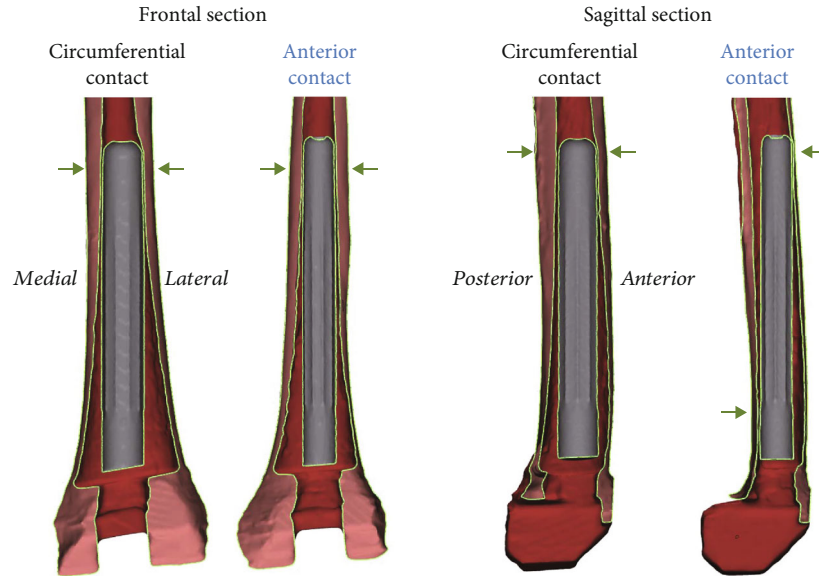 Frontal section
Sagittal section
Circumferential
contact
Anterior
contact
Circumferential
contact
Anterior
contact
Medial
Lateral
Posterior
Anterior